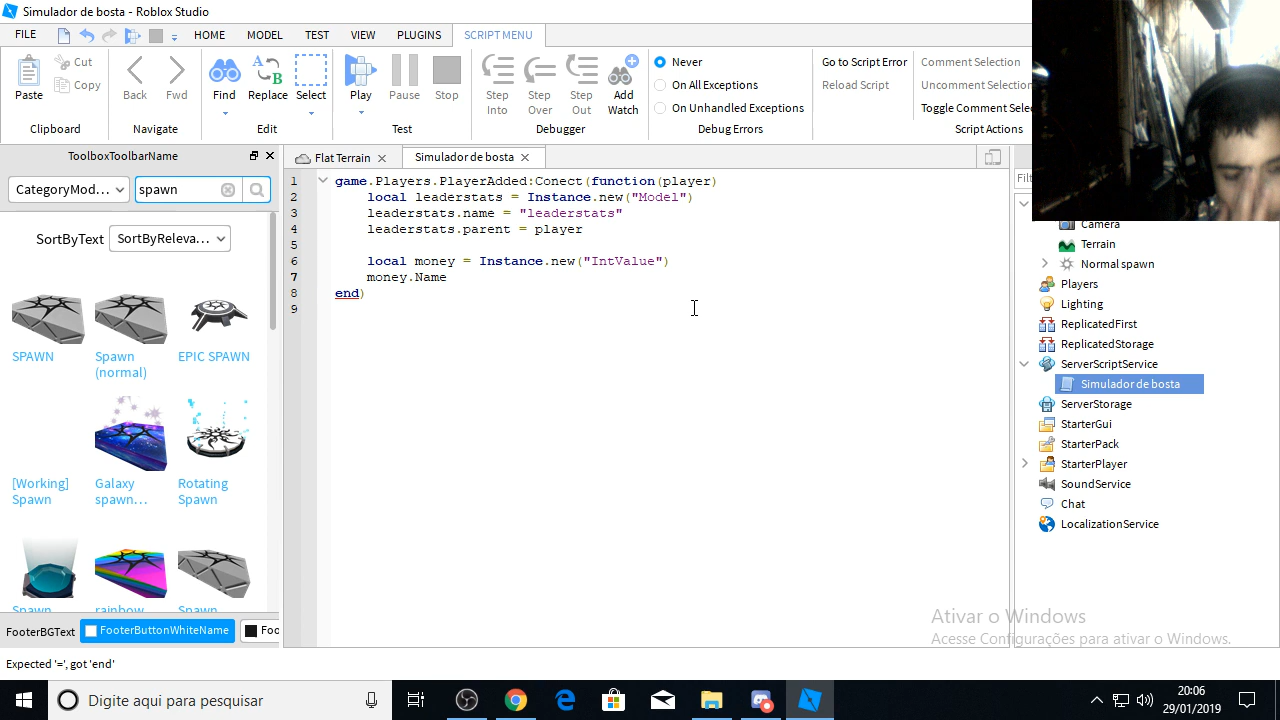 Simulador de bosta - Roblox Studio
FILE HOME MODEL TEST VIEW PLUGINS SCRIPT MENU
Paste Cut Copy
Clipboard
Back Fwd
Navigate
Find Replace Select
Edit
Play Pause Stop
Test
Step Into
Step Over
Step Out
Add Watch
Debugger
Never
On All Exceptions
On Unhandled Exceptions
Debug Errors
Go to Script Error
Reload Script
Comment Selection
Uncomment Selection
Toggle Comment Selec
Script Actions
ToolboxToolbarName
CategoryMod... spawn
SortByText SortByReleva...
SPAWN
Spawn (normal)
EPIC SPAWN
[Working] Spawn
Galaxy spawn...
Rotating Spawn
Spawn rainbow Spawn
FooterBGText FooterButtonWhiteName Foo
Flat Terrain Simulador de bosta
1 game.Players.PlayerAdded:Conect(function(player)
2 local leaderstats = Instance.new("Model")
3 leaderstats.name = "leaderstats"
4 leaderstats.parent = player
5
6 local money = Instance.new("IntValue")
7 money.Name
8 end)
9
Filt
Camera
Terrain
Normal spawn
Players
Lighting
ReplicatedFirst
ReplicatedStorage
ServerScriptService
Simulador de bosta
ServerStorage
StarterGui
StarterPack
StarterPlayer
SoundService
Chat
LocalizationService
Ativar o Windows
Acesse Configurações para ativar o Windows.
Expected '=', got 'end'
Digite aqui para pesquisar
20:06
29/01/2019